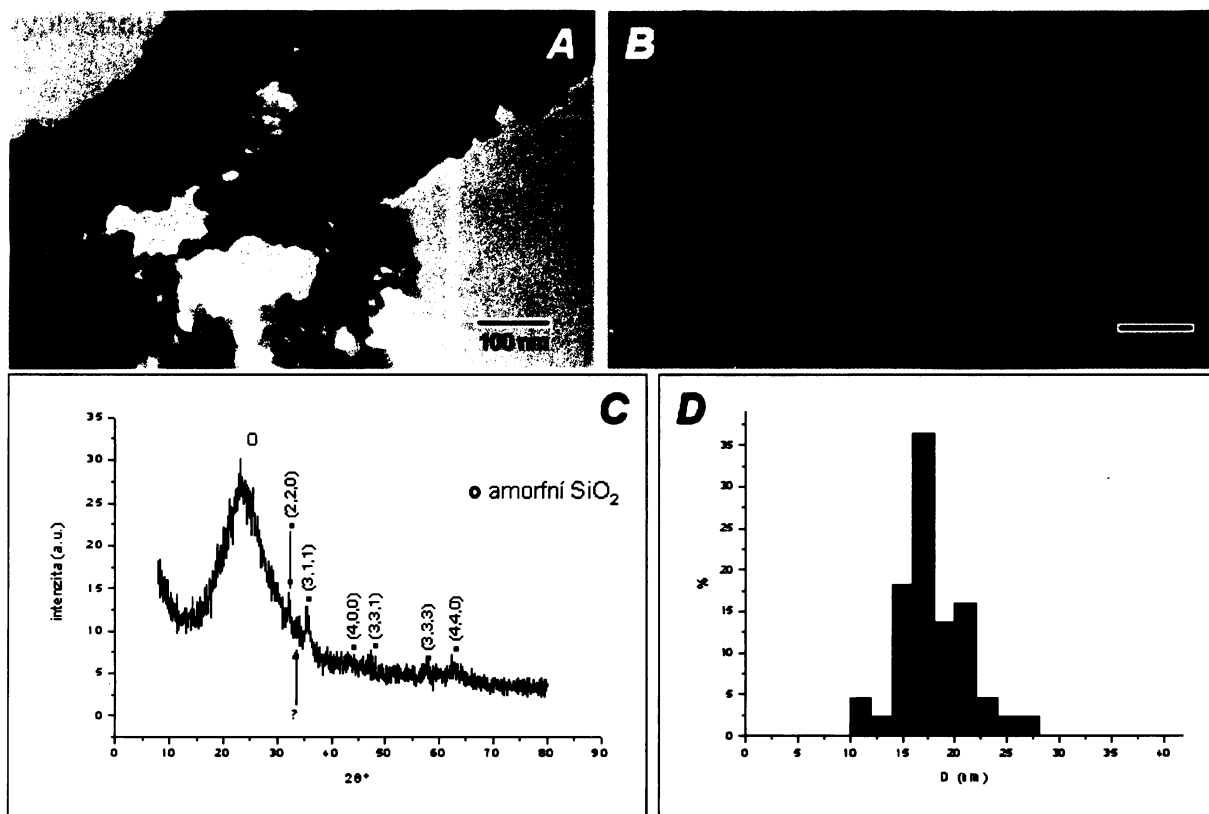 A
B
100 nm
C
35
30
25
20
15
10
5
0
intenzita (a.u.)
O
(2,2,0)
(3,1,1)
(4,0,0)
(3,3,1)
(3,3,3)
(4,4,0)
?
o amorfní SiO₂
0 10 20 30 40 50 60 70 80 90
2θ°
D
35
30
25
20
15
10
5
0
%
0 5 10 15 20 25 30 35 40
D (nm)